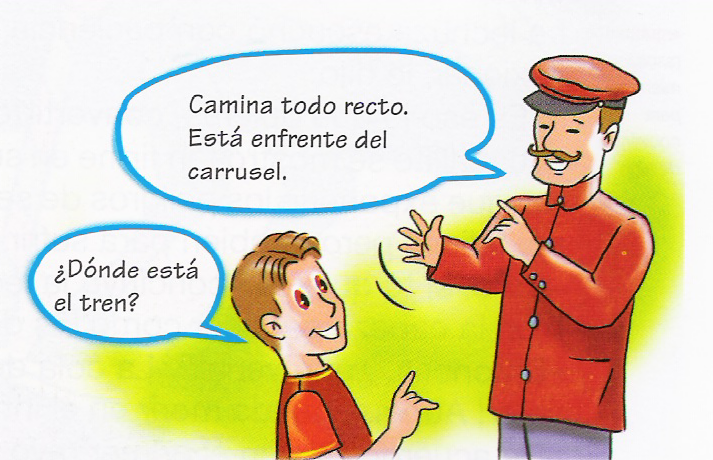 ¿Dónde está
el tren?
Camina todo recto.
Está enfrente del
carrusel.